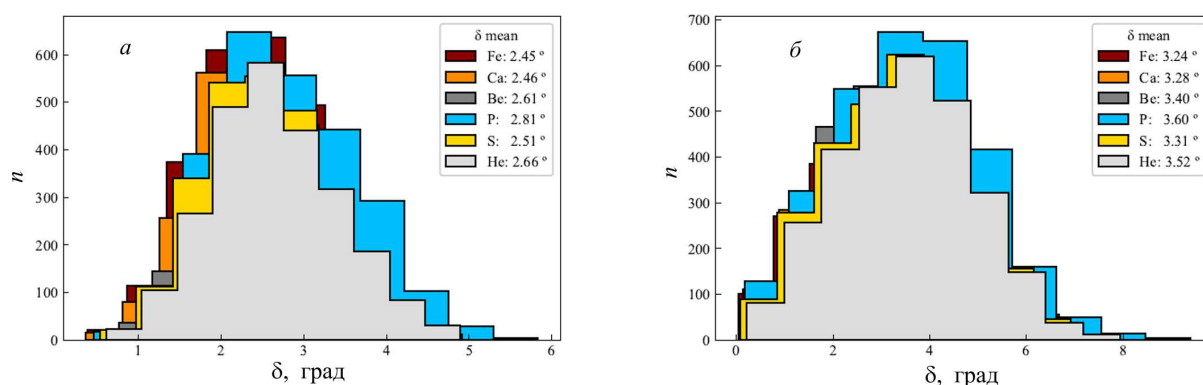 а
δ mean
Fe: 2.45 °
Ca: 2.46 °
Be: 2.61 °
P: 2.81 °
S: 2.51 °
He: 2.66 °
n
600
500
400
300
200
100
0
1 2 3 4 5 6
δ, град
б
δ mean
Fe: 3.24 °
Ca: 3.28 °
Be: 3.40 °
P: 3.60 °
S: 3.31 °
He: 3.52 °
n
700
600
500
400
300
200
100
0
0 2 4 6 8
δ, град